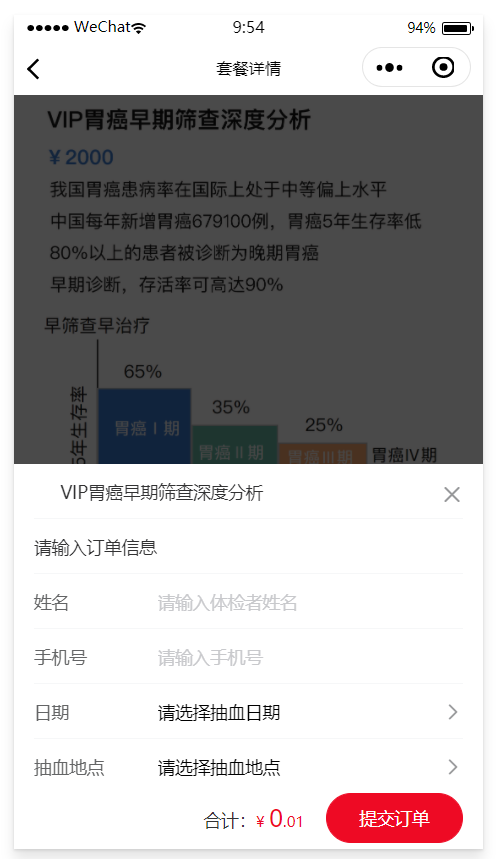 WeChat 9:54 94%
套餐详情
VIP胃癌早期筛查深度分析
¥2000
我国胃癌患病率在国际上处于中等偏上水平
中国每年新增胃癌679100例，胃癌5年生存率低
80%以上的患者被诊断为晚期胃癌
早期诊断，存活率可高达90%
早筛查早治疗
65%
35%
25%
5年生存率
胃癌Ⅰ期
胃癌Ⅱ期
胃癌Ⅲ期
胃癌Ⅳ期
VIP胃癌早期筛查深度分析
请输入订单信息
姓名 请输入体检者姓名
手机号 请输入手机号
日期 请选择抽血日期
抽血地点 请选择抽血地点
合计：¥0.01 提交订单